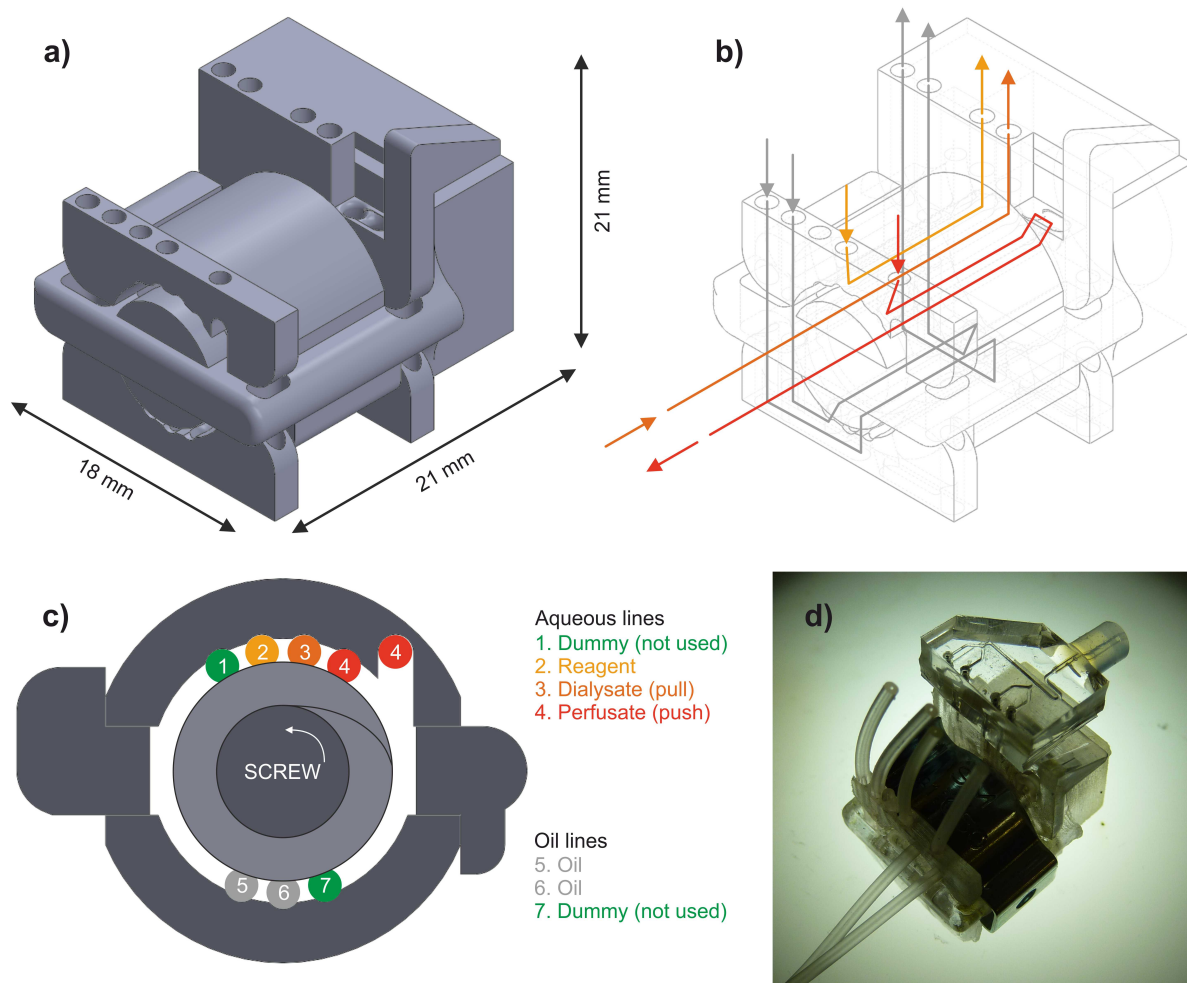 a)
b)
21 mm
18 mm
21 mm
c)
1
2
3
4
4
SCREW
5
6
7
Aqueous lines
1. Dummy (not used)
2. Reagent
3. Dialysate (pull)
4. Perfusate (push)
Oil lines
5. Oil
6. Oil
7. Dummy (not used)
d)